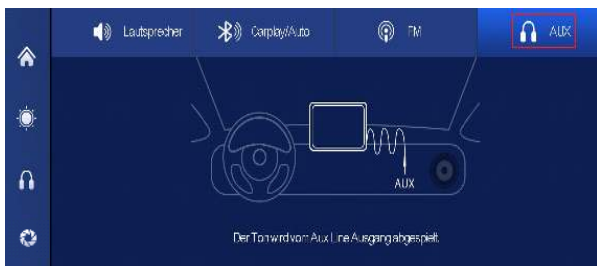 Lautsprecher
Carplay/Auto
FM
AUX
AUX
Der Ton wird vom Aux Line Ausgang abgespielt.